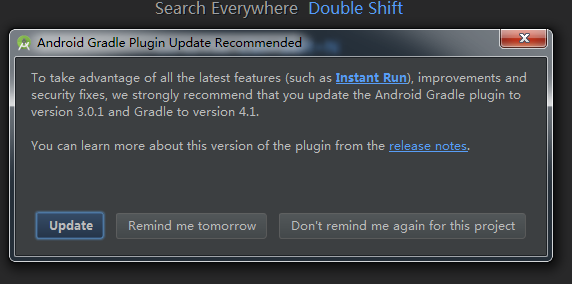 Search Everywhere Double Shift
Android Gradle Plugin Update Recommended
To take advantage of all the latest features (such as Instant Run), improvements and
security fixes, we strongly recommend that you update the Android Gradle plugin to
version 3.0.1 and Gradle to version 4.1.
You can learn more about this version of the plugin from the release notes.
Update Remind me tomorrow Don't remind me again for this project